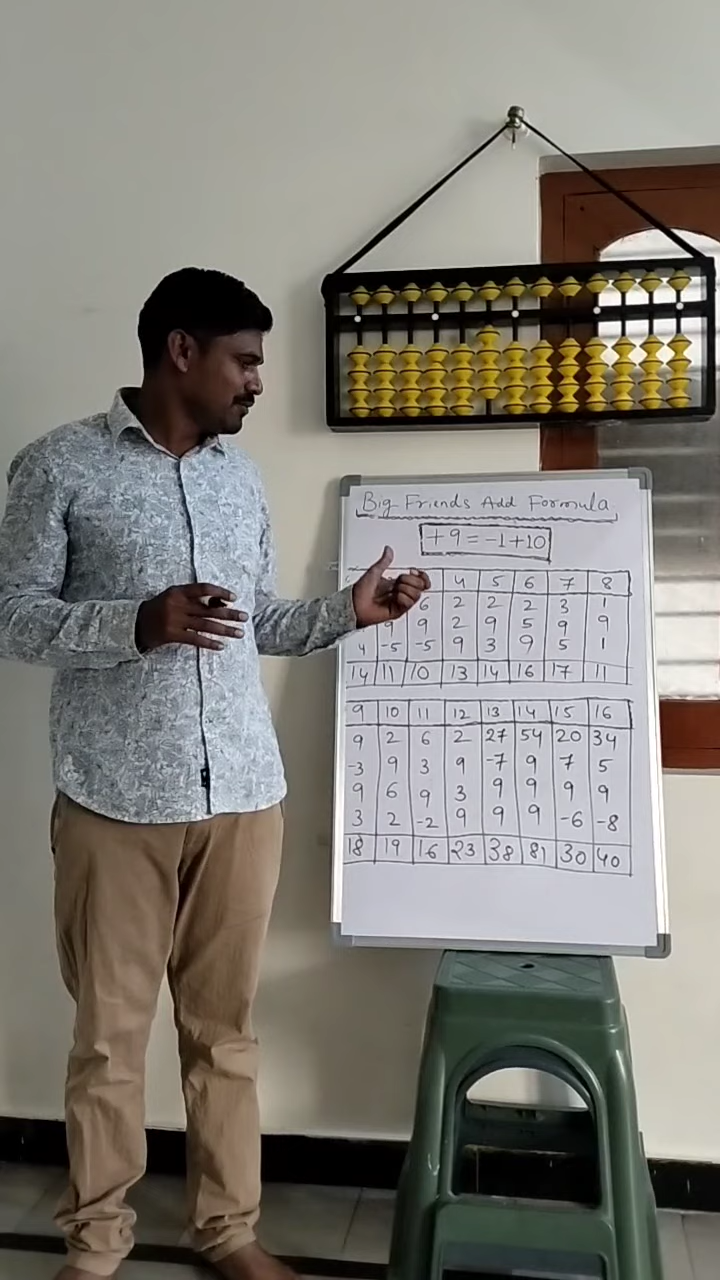 Big Friends Add Formula
+9 = -1+10
4 5 6 7 8
6 2 2 2 3 1
9 9 2 9 5 9 9
4 -5 -5 9 3 9 5 1
14 11 10 13 14 16 17 11
9 10 11 12 13 14 15 16
9 2 6 2 27 54 20 34
-3 9 3 9 -7 9 7 5
9 6 9 3 9 9 9 9
3 2 -2 9 9 9 -6 -8
18 19 16 23 38 81 30 40